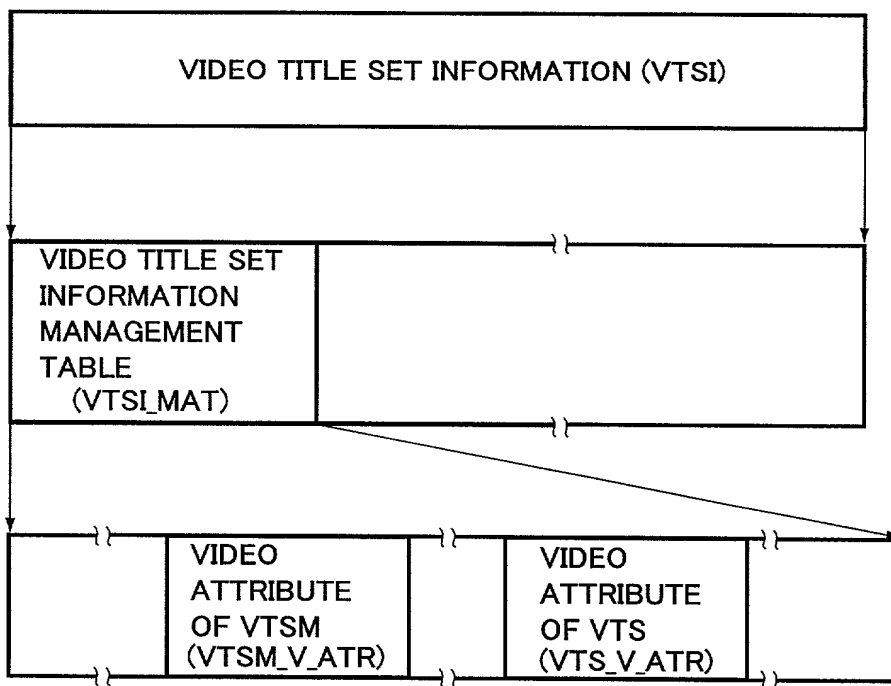 VIDEO TITLE SET INFORMATION (VTSI)
VIDEO TITLE SET
INFORMATION
MANAGEMENT
TABLE
(VTSI_MAT)
VIDEO
ATTRIBUTE
OF VTSM
(VTSM_V_ATR)
VIDEO
ATTRIBUTE
OF VTS
(VTS_V_ATR)